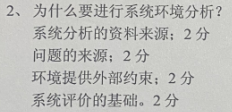 2、 为什么要进行系统环境分析?
系统分析的资料来源；2 分
问题的来源；2 分
环境提供外部约束；2 分
系统评价的基础。2 分